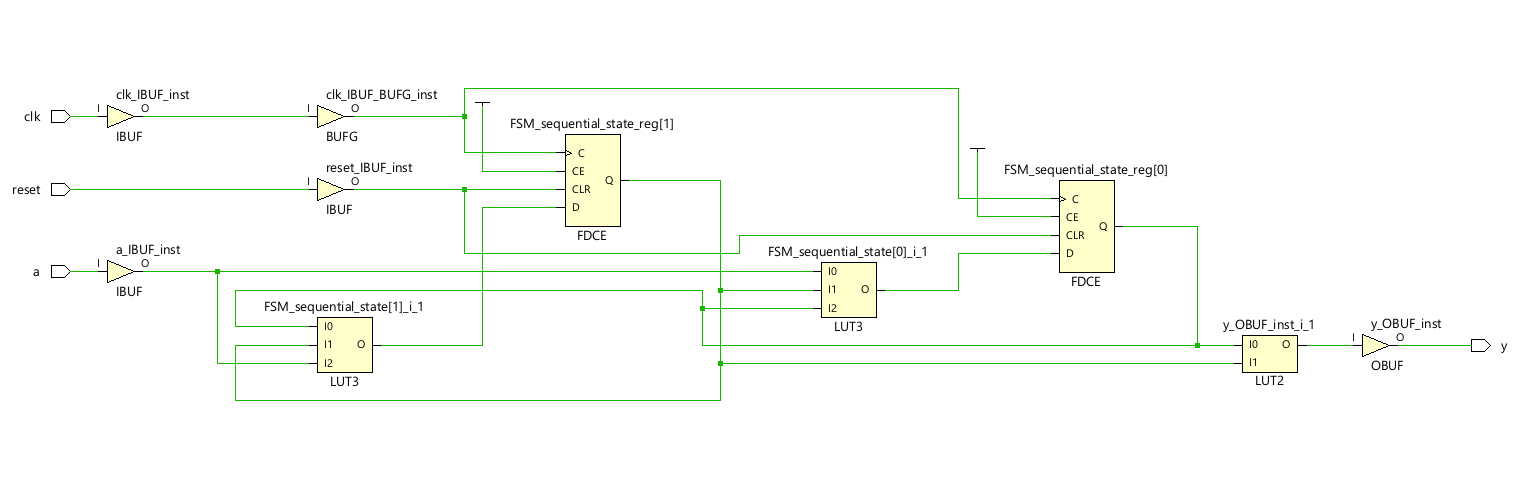 clk
I
clk_IBUF_inst
O
IBUF
I
clk_IBUF_BUFG_inst
O
BUFG
reset
I
reset_IBUF_inst
O
IBUF
a
I
a_IBUF_inst
O
IBUF
FSM_sequential_state[1]_i_1
I0
I1
I2
O
LUT3
FSM_sequential_state_reg[1]
C
CE
CLR
D
Q
FDCE
FSM_sequential_state[0]_i_1
I0
I1
I2
O
LUT3
FSM_sequential_state_reg[0]
C
CE
CLR
D
Q
FDCE
y_OBUF_inst_i_1
I0
I1
O
LUT2
I
y_OBUF_inst
O
OBUF
y